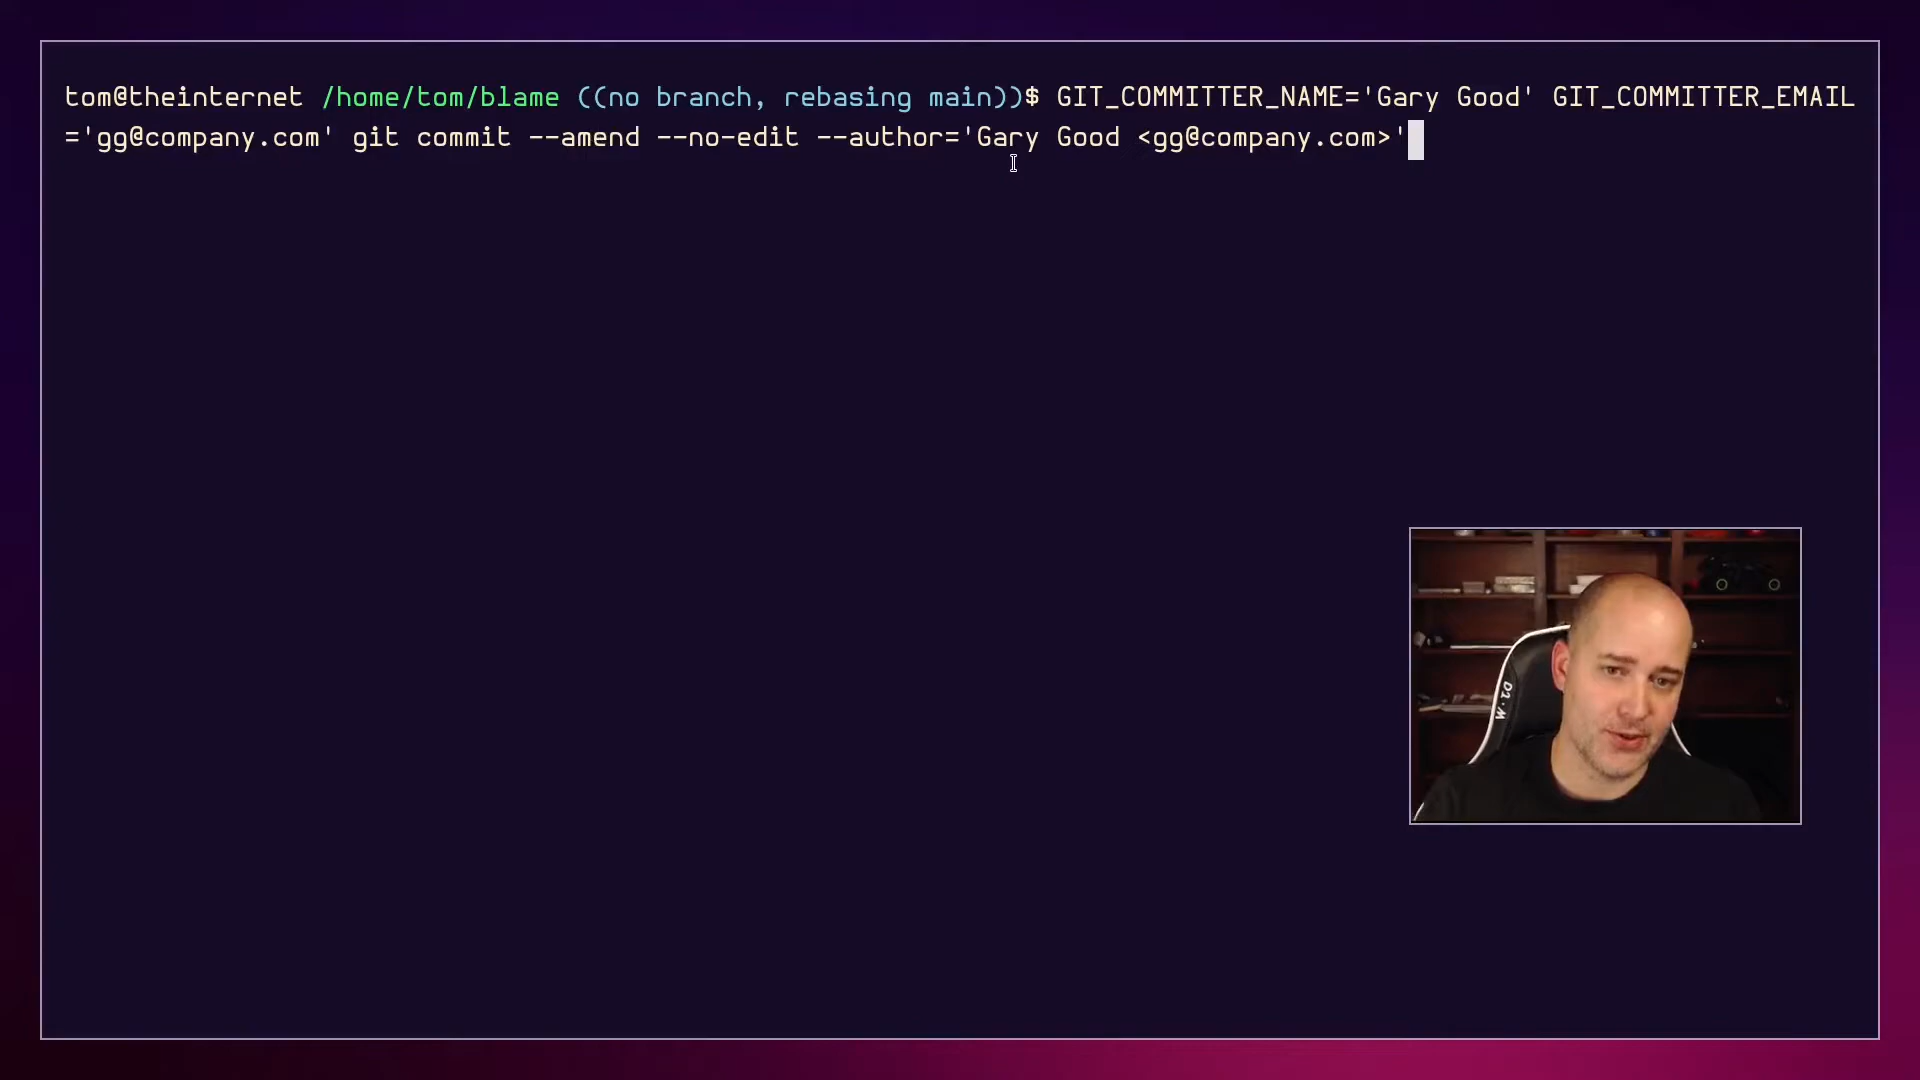 tom@theinternet /home/tom/blame ((no branch, rebasing main))$ GIT_COMMITTER_NAME='Gary Good' GIT_COMMITTER_EMAIL
='gg@company.com' git commit --amend --no-edit --author='Gary Good <gg@company.com>'